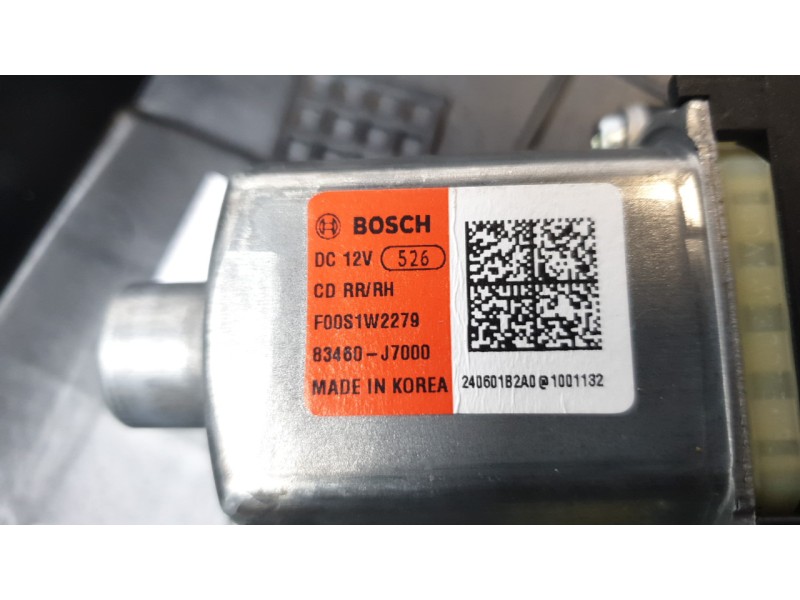 BOSCH
DC 12V 526
CD RR/RH
F00S1W2279
83460-J7000
MADE IN KOREA
240601B2A0@1001132